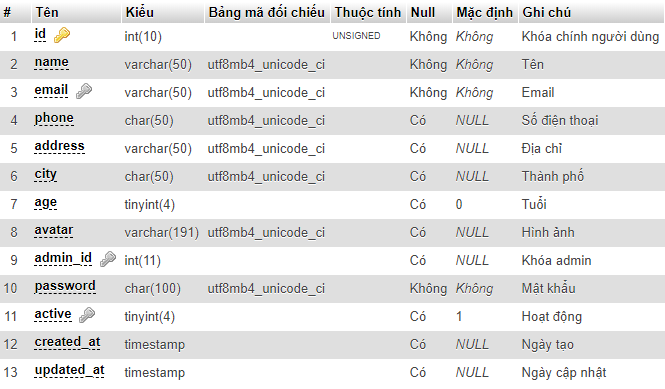 # Tên Kiểu Bảng mã đối chiếu Thuộc tính Null Mặc định Ghi chú
1 id int(10) UNSIGNED Không Không Khóa chính người dùng
2 name varchar(50) utf8mb4_unicode_ci Không Không Tên
3 email varchar(50) utf8mb4_unicode_ci Không Không Email
4 phone char(50) utf8mb4_unicode_ci Có NULL Số điện thoại
5 address varchar(50) utf8mb4_unicode_ci Có NULL Địa chỉ
6 city char(50) utf8mb4_unicode_ci Có NULL Thành phố
7 age tinyint(4) Có 0 Tuổi
8 avatar varchar(191) utf8mb4_unicode_ci Có NULL Hình ảnh
9 admin_id int(11) Có NULL Khóa admin
10 password char(100) utf8mb4_unicode_ci Không Không Mật khẩu
11 active tinyint(4) Có 1 Hoạt động
12 created_at timestamp Có NULL Ngày tạo
13 updated_at timestamp Có NULL Ngày cập nhật